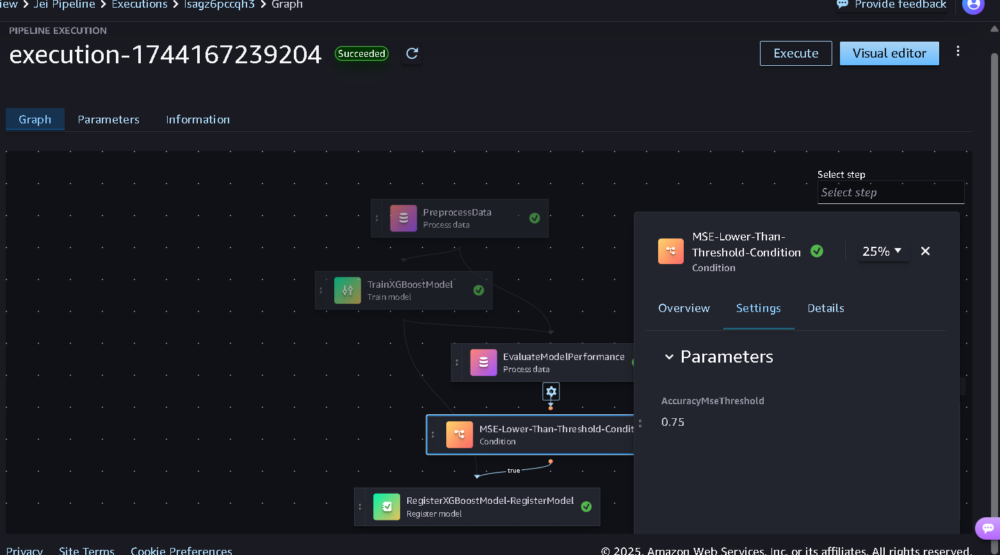 iew > Jei Pipeline > Executions > lsagz6pccqh3 > Graph
Provide feedback
PIPELINE EXECUTION
execution-1744167239204
Succeeded
Execute
Visual editor
Graph
Parameters
Information
Select step
Select step
PreprocessData
Process data
TrainXGBoostModel
Train model
EvaluateModelPerformance
Process data
MSE-Lower-Than-Threshold-Condit
Condition
true
RegisterXGBoostModel-RegisterModel
Register model
MSE-Lower-Than-
Threshold-Condition
Condition
25%
Overview
Settings
Details
Parameters
AccuracyMseThreshold
0.75
Privacy
Site Terms
Cookie Preferences
© 2025, Amazon Web Services, Inc. or its affiliates. All rights reserved.